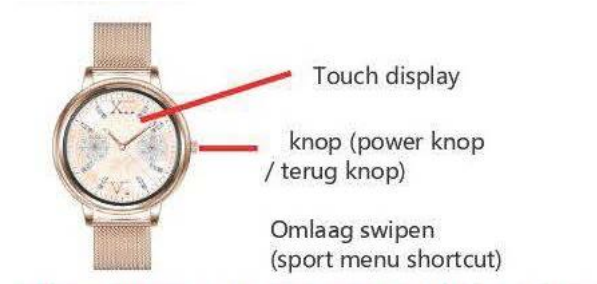 Touch display
knop (power knop
/ terug knop)
Omlaag swipen
(sport menu shortcut)